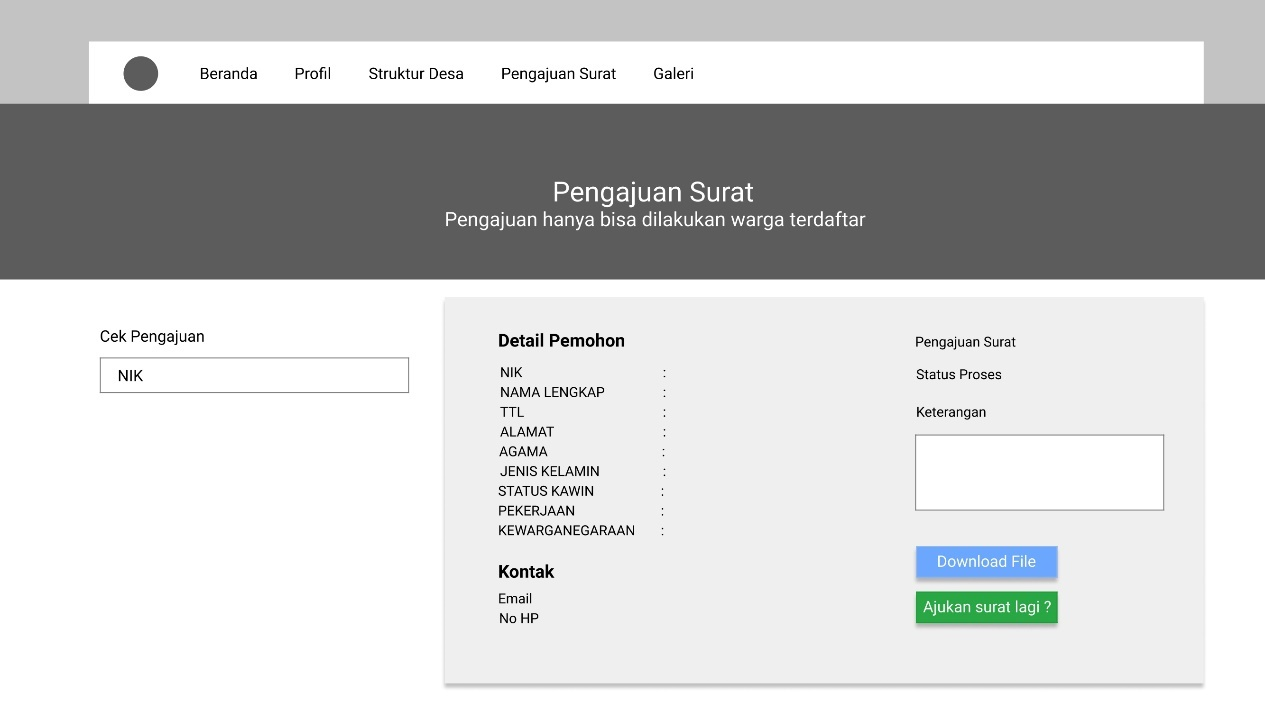 Beranda Profil Struktur Desa Pengajuan Surat Galeri
Pengajuan Surat
Pengajuan hanya bisa dilakukan warga terdaftar
Cek Pengajuan
NIK
Detail Pemohon
NIK :
NAMA LENGKAP :
TTL :
ALAMAT :
AGAMA :
JENIS KELAMIN :
STATUS KAWIN :
PEKERJAAN :
KEWARGANEGARAAN :
Kontak
Email
No HP
Pengajuan Surat
Status Proses
Keterangan
Download File
Ajukan surat lagi ?